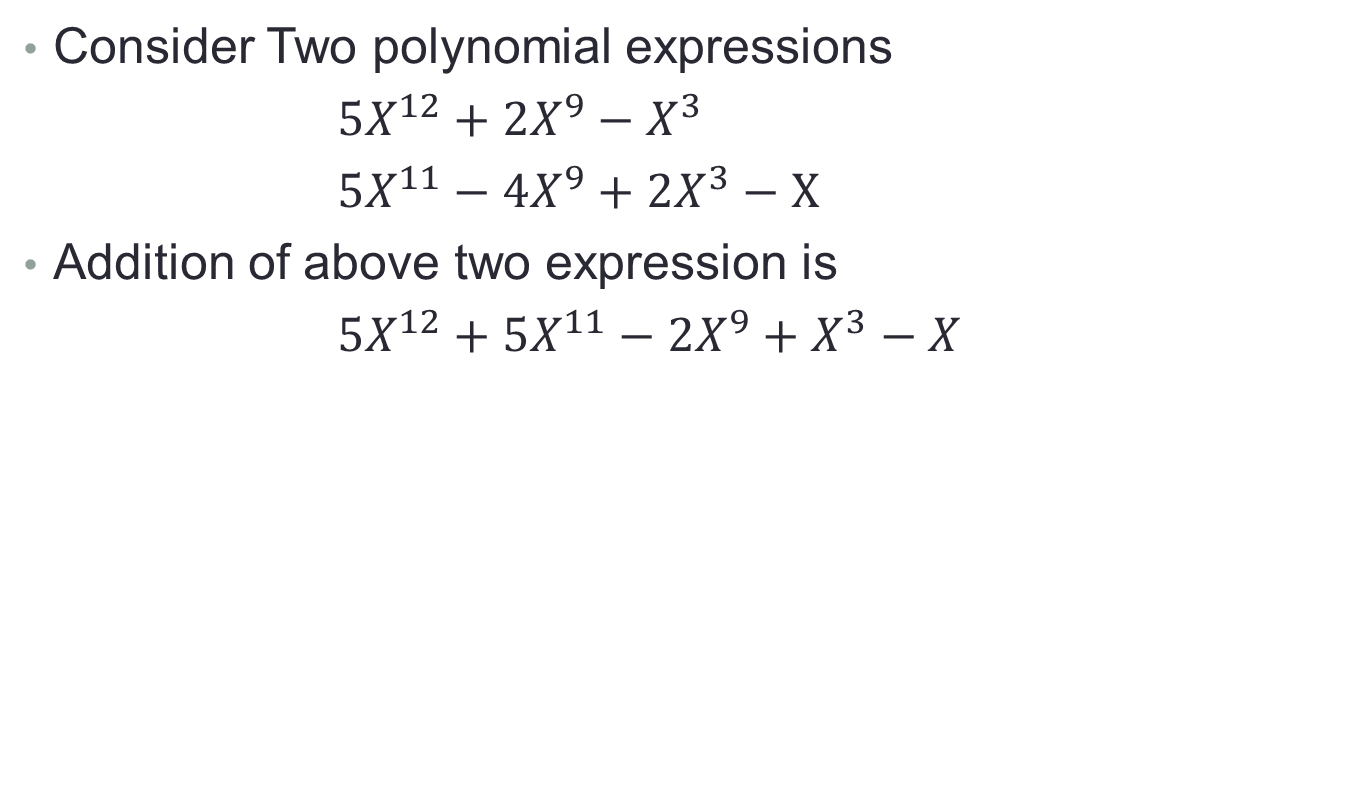 • Consider Two polynomial expressions
5X¹² + 2X⁹ − X³
5X¹¹ − 4X⁹ + 2X³ − X
• Addition of above two expression is
5X¹² + 5X¹¹ − 2X⁹ + X³ − X